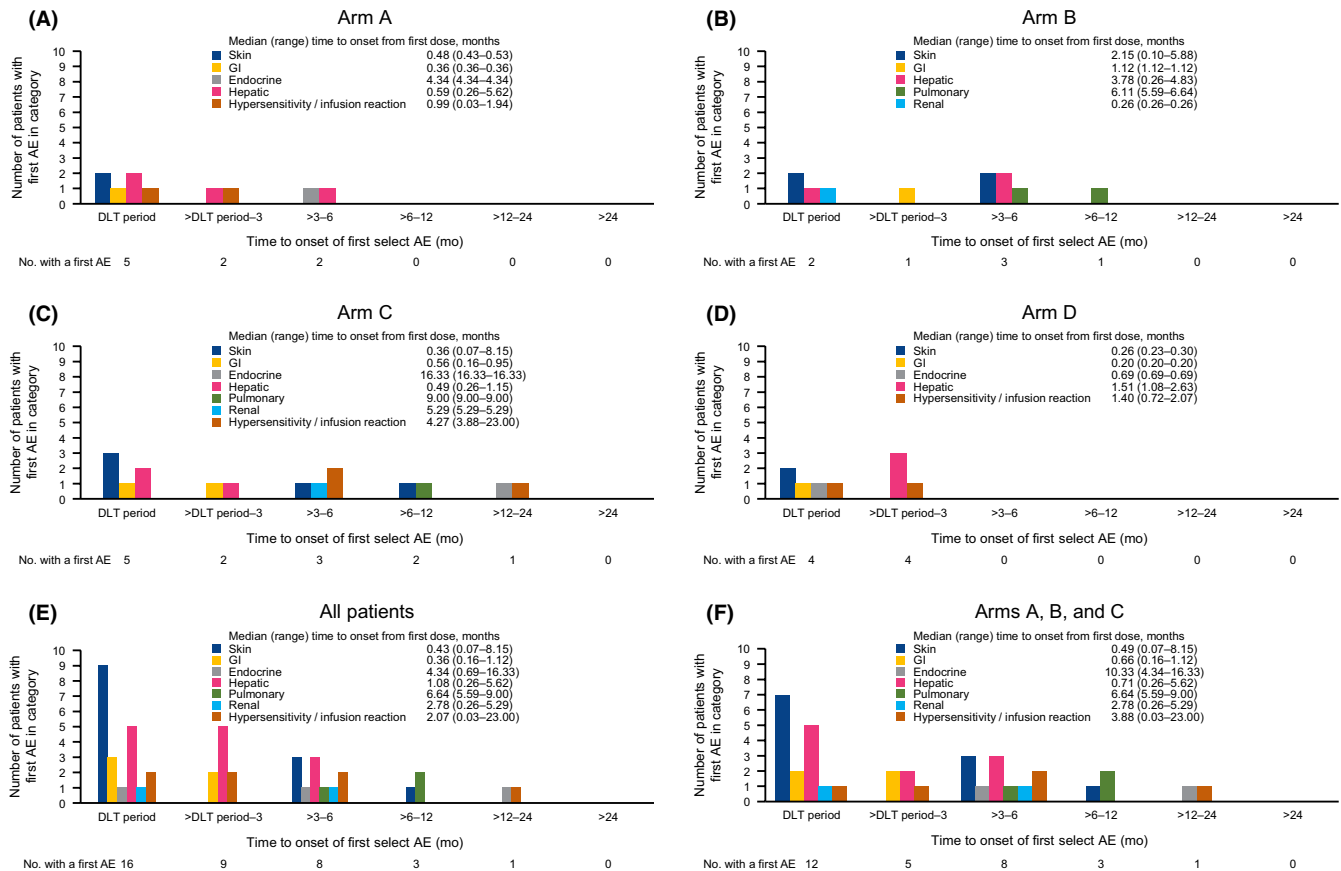 (A)
Arm A
Number of patients with
first AE in category
10
9
8
7
6
5
4
3
2
1
0
Median (range) time to onset from first dose, months
Skin 0.48 (0.43–0.53)
GI 0.36 (0.36–0.36)
Endocrine 4.34 (4.34–4.34)
Hepatic 0.59 (0.26–5.62)
Hypersensitivity / infusion reaction 0.99 (0.03–1.94)
DLT period >DLT period–3 >3–6 >6–12 >12–24 >24
Time to onset of first select AE (mo)
No. with a first AE 5 2 2 0 0 0
(B)
Arm B
Number of patients with
first AE in category
10
9
8
7
6
5
4
3
2
1
0
Median (range) time to onset from first dose, months
Skin 2.15 (0.10–5.88)
GI 1.12 (1.12–1.12)
Hepatic 3.78 (0.26–4.83)
Pulmonary 6.11 (5.59–6.64)
Renal 0.26 (0.26–0.26)
DLT period >DLT period–3 >3–6 >6–12 >12–24 >24
Time to onset of first select AE (mo)
No. with a first AE 2 1 3 1 0 0
(C)
Arm C
Number of patients with
first AE in category
10
9
8
7
6
5
4
3
2
1
0
Median (range) time to onset from first dose, months
Skin 0.36 (0.07–8.15)
GI 0.56 (0.16–0.95)
Endocrine 16.33 (16.33–16.33)
Hepatic 0.49 (0.26–1.15)
Pulmonary 9.00 (9.00–9.00)
Renal 5.29 (5.29–5.29)
Hypersensitivity / infusion reaction 4.27 (3.88–23.00)
DLT period >DLT period–3 >3–6 >6–12 >12–24 >24
Time to onset of first select AE (mo)
No. with a first AE 5 2 3 2 1 0
(D)
Arm D
Number of patients with
first AE in category
10
9
8
7
6
5
4
3
2
1
0
Median (range) time to onset from first dose, months
Skin 0.26 (0.23–0.30)
GI 0.20 (0.20–0.20)
Endocrine 0.69 (0.69–0.69)
Hepatic 1.51 (1.08–2.63)
Hypersensitivity / infusion reaction 1.40 (0.72–2.07)
DLT period >DLT period–3 >3–6 >6–12 >12–24 >24
Time to onset of first select AE (mo)
No. with a first AE 4 4 0 0 0 0
(E)
All patients
Number of patients with
first AE in category
10
9
8
7
6
5
4
3
2
1
0
Median (range) time to onset from first dose, months
Skin 0.43 (0.07–8.15)
GI 0.36 (0.16–1.12)
Endocrine 4.34 (0.69–16.33)
Hepatic 1.08 (0.26–5.62)
Pulmonary 6.64 (5.59–9.00)
Renal 2.78 (0.26–5.29)
Hypersensitivity / infusion reaction 2.07 (0.03–23.00)
DLT period >DLT period–3 >3–6 >6–12 >12–24 >24
Time to onset of first select AE (mo)
No. with a first AE 16 9 8 3 1 0
(F)
Arms A, B, and C
Number of patients with
first AE in category
10
9
8
7
6
5
4
3
2
1
0
Median (range) time to onset from first dose, months
Skin 0.49 (0.07–8.15)
GI 0.66 (0.16–1.12)
Endocrine 10.33 (4.34–16.33)
Hepatic 0.71 (0.26–5.62)
Pulmonary 6.64 (5.59–9.00)
Renal 2.78 (0.26–5.29)
Hypersensitivity / infusion reaction 3.88 (0.03–23.00)
DLT period >DLT period–3 >3–6 >6–12 >12–24 >24
Time to onset of first select AE (mo)
No. with a first AE 12 5 8 3 1 0